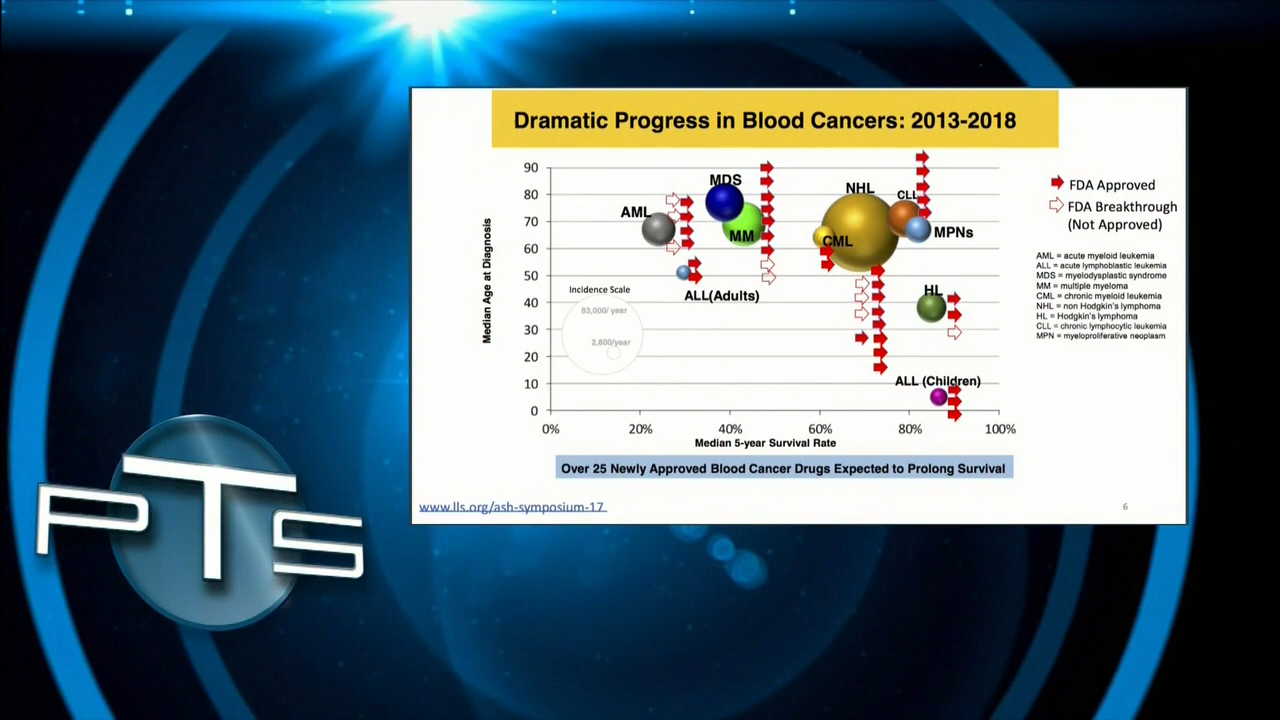 Dramatic Progress in Blood Cancers: 2013-2018
90
80
70
60
50
40
30
20
10
0
Median Age at Diagnosis
0%
20%
40%
60%
80%
100%
Median 5-year Survival Rate
AML
MDS
MM
ALL(Adults)
NHL
CML
CLL
MPNs
HL
ALL (Children)
Incidence Scale
83,000/ year
2,800/year
FDA Approved
FDA Breakthrough
(Not Approved)
AML = acute myeloid leukemia
ALL = acute lymphoblastic leukemia
MDS = myelodysplastic syndrome
MM = multiple myeloma
CML = chronic myeloid leukemia
NHL = non Hodgkin's lymphoma
HL = Hodgkin's lymphoma
CLL = chronic lymphocytic leukemia
MPN = myeloproliferative neoplasm
Over 25 Newly Approved Blood Cancer Drugs Expected to Prolong Survival
www.lls.org/ash-symposium-17
6
PTS